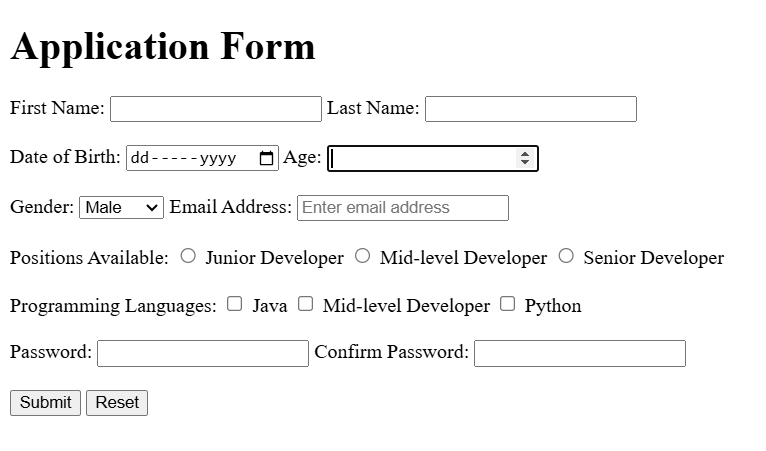 Application Form
First Name: Last Name:
Date of Birth: dd-----yyyy Age:
Gender: Male Email Address: Enter email address
Positions Available: Junior Developer Mid-level Developer Senior Developer
Programming Languages: Java Mid-level Developer Python
Password: Confirm Password:
Submit Reset